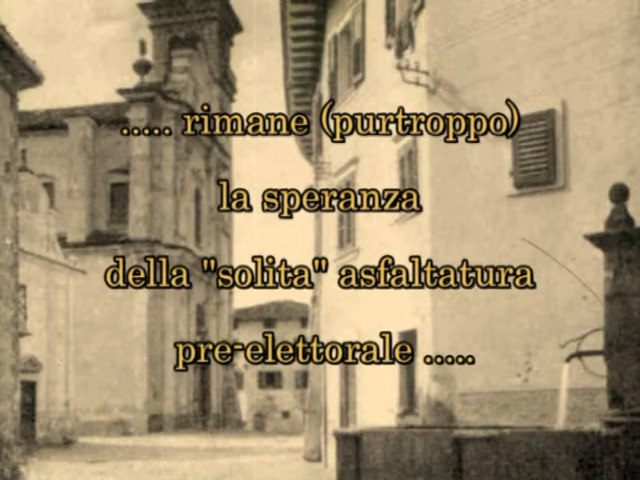 ..... rimane (purtroppo)
la speranza
della "solita" asfaltatura
pre-elettorale .....